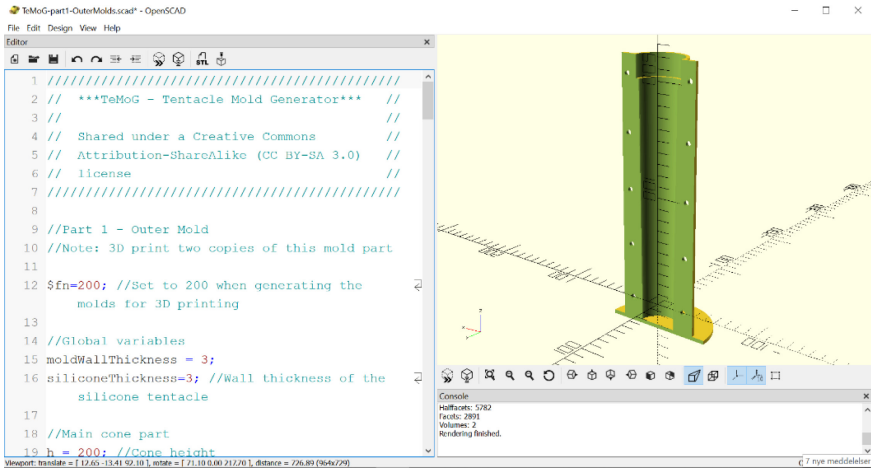 TeMoG-part1-OuterMolds.scad* - OpenSCAD
File Edit Design View Help
Editor
STL
1 //////////////////////////////////////////////
2 //  ***TeMoG - Tentacle Mold Generator***   //
3 //                                          //
4 //  Shared under a Creative Commons         //
5 //  Attribution-ShareAlike (CC BY-SA 3.0)   //
6 //  license                                 //
7 //////////////////////////////////////////////
8
9 //Part 1 - Outer Mold
10 //Note: 3D print two copies of this mold part
11
12 $fn=200; //Set to 200 when generating the
molds for 3D printing
13
14 //Global variables
15 moldWallThickness = 3;
16 siliconeThickness=3; //Wall thickness of the
silicone tentacle
17
18 //Main cone part
19 h = 200; //Cone height
Console
Halffacets: 5782
Facets: 2891
Volumes: 2
Rendering finished.
Viewport: translate = [ 12.65 -13.41 92.10 ], rotate = [ 71.10 0.00 217.70 ], distance = 726.89 (964x729)
7 nye meddelelser